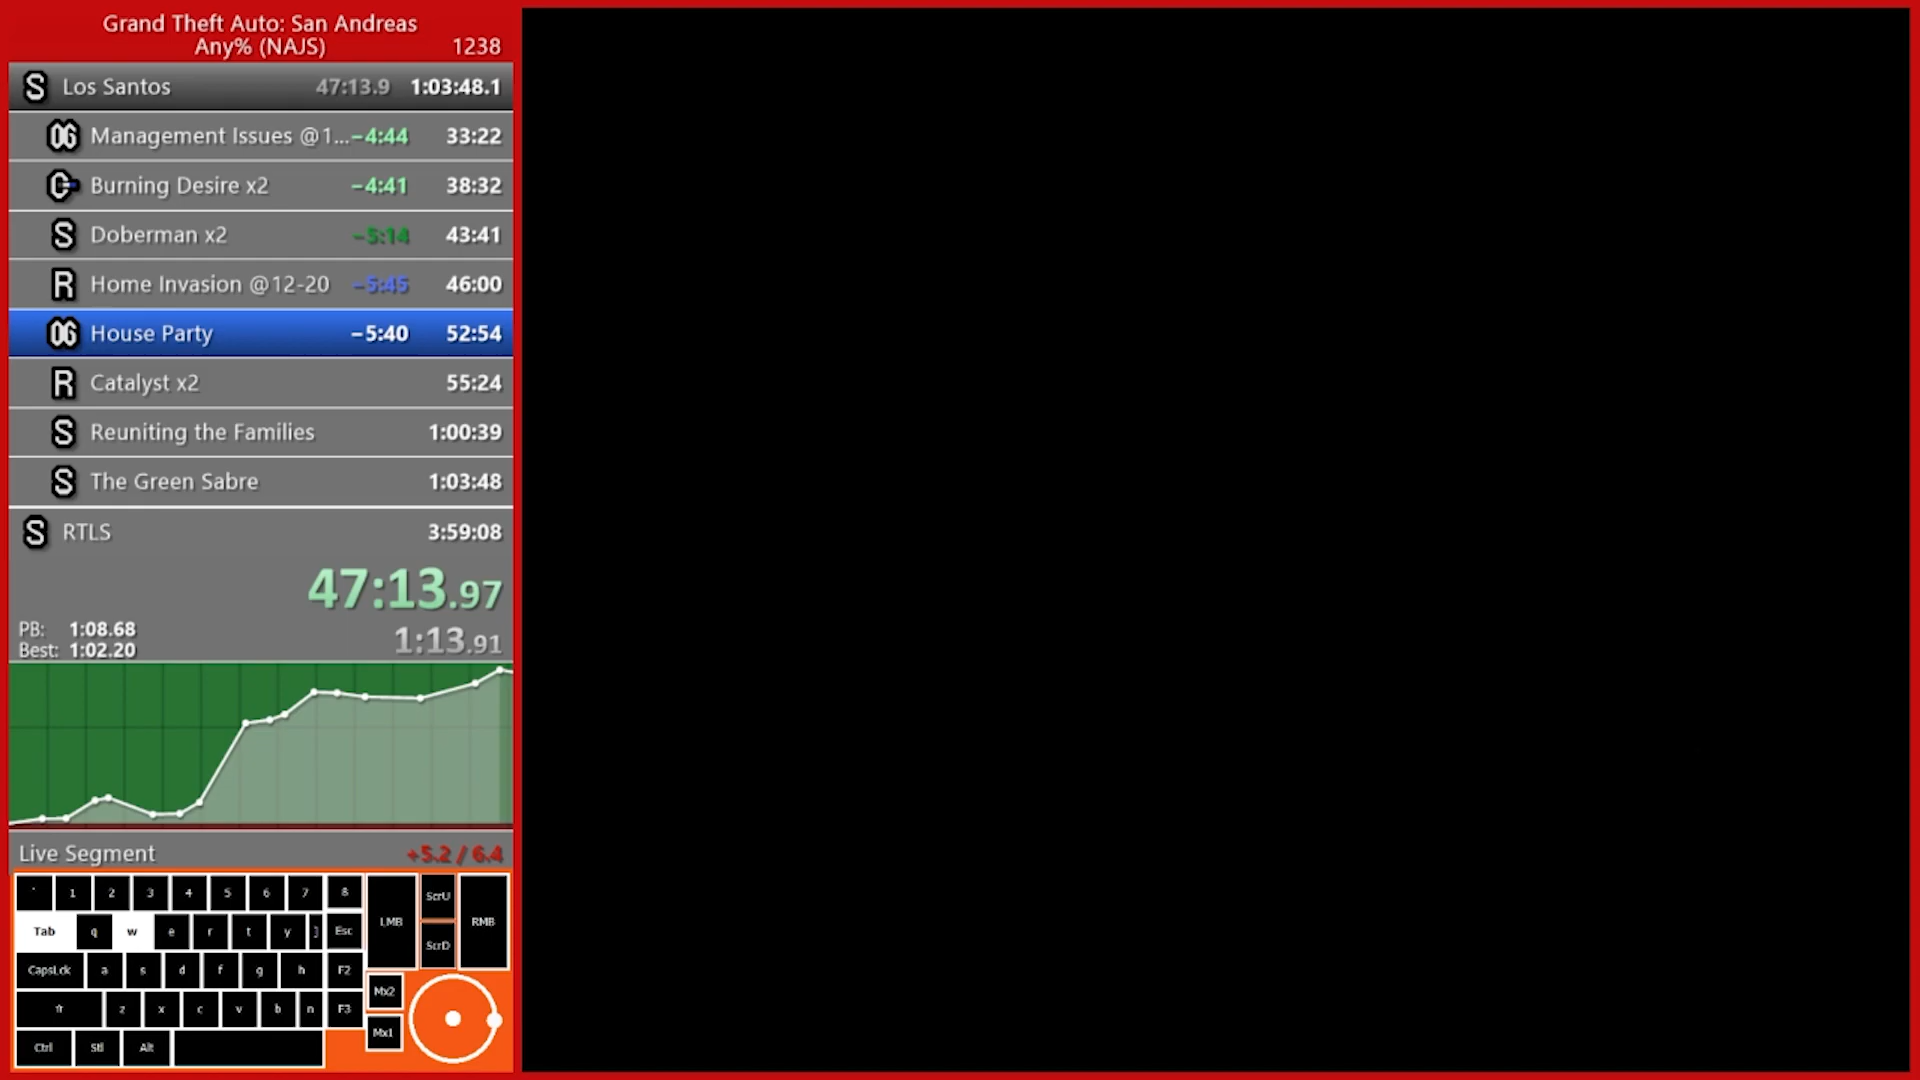 Grand Theft Auto: San Andreas
Any% (NAJS) 1238
S Los Santos 47:13.9 1:03:48.1
OG Management Issues @1... −4:44 33:22
C Burning Desire x2 −4:41 38:32
S Doberman x2 −5:14 43:41
R Home Invasion @12-20 −5:45 46:00
OG House Party −5:40 52:54
R Catalyst x2 55:24
S Reuniting the Families 1:00:39
S The Green Sabre 1:03:48
S RTLS 3:59:08
47:13.97
PB: 1:08.68
Best: 1:02.20
1:13.91
Live Segment +5.2 / 6.4
` 1 2 3 4 5 6 7 8 LMB ScrU RMB
Tab q w e r t y ] Esc ScrD
CapsLck a s d f g h F2 Mx2
⇧ z x c v b n F3 Mx1
Ctrl Stl Alt